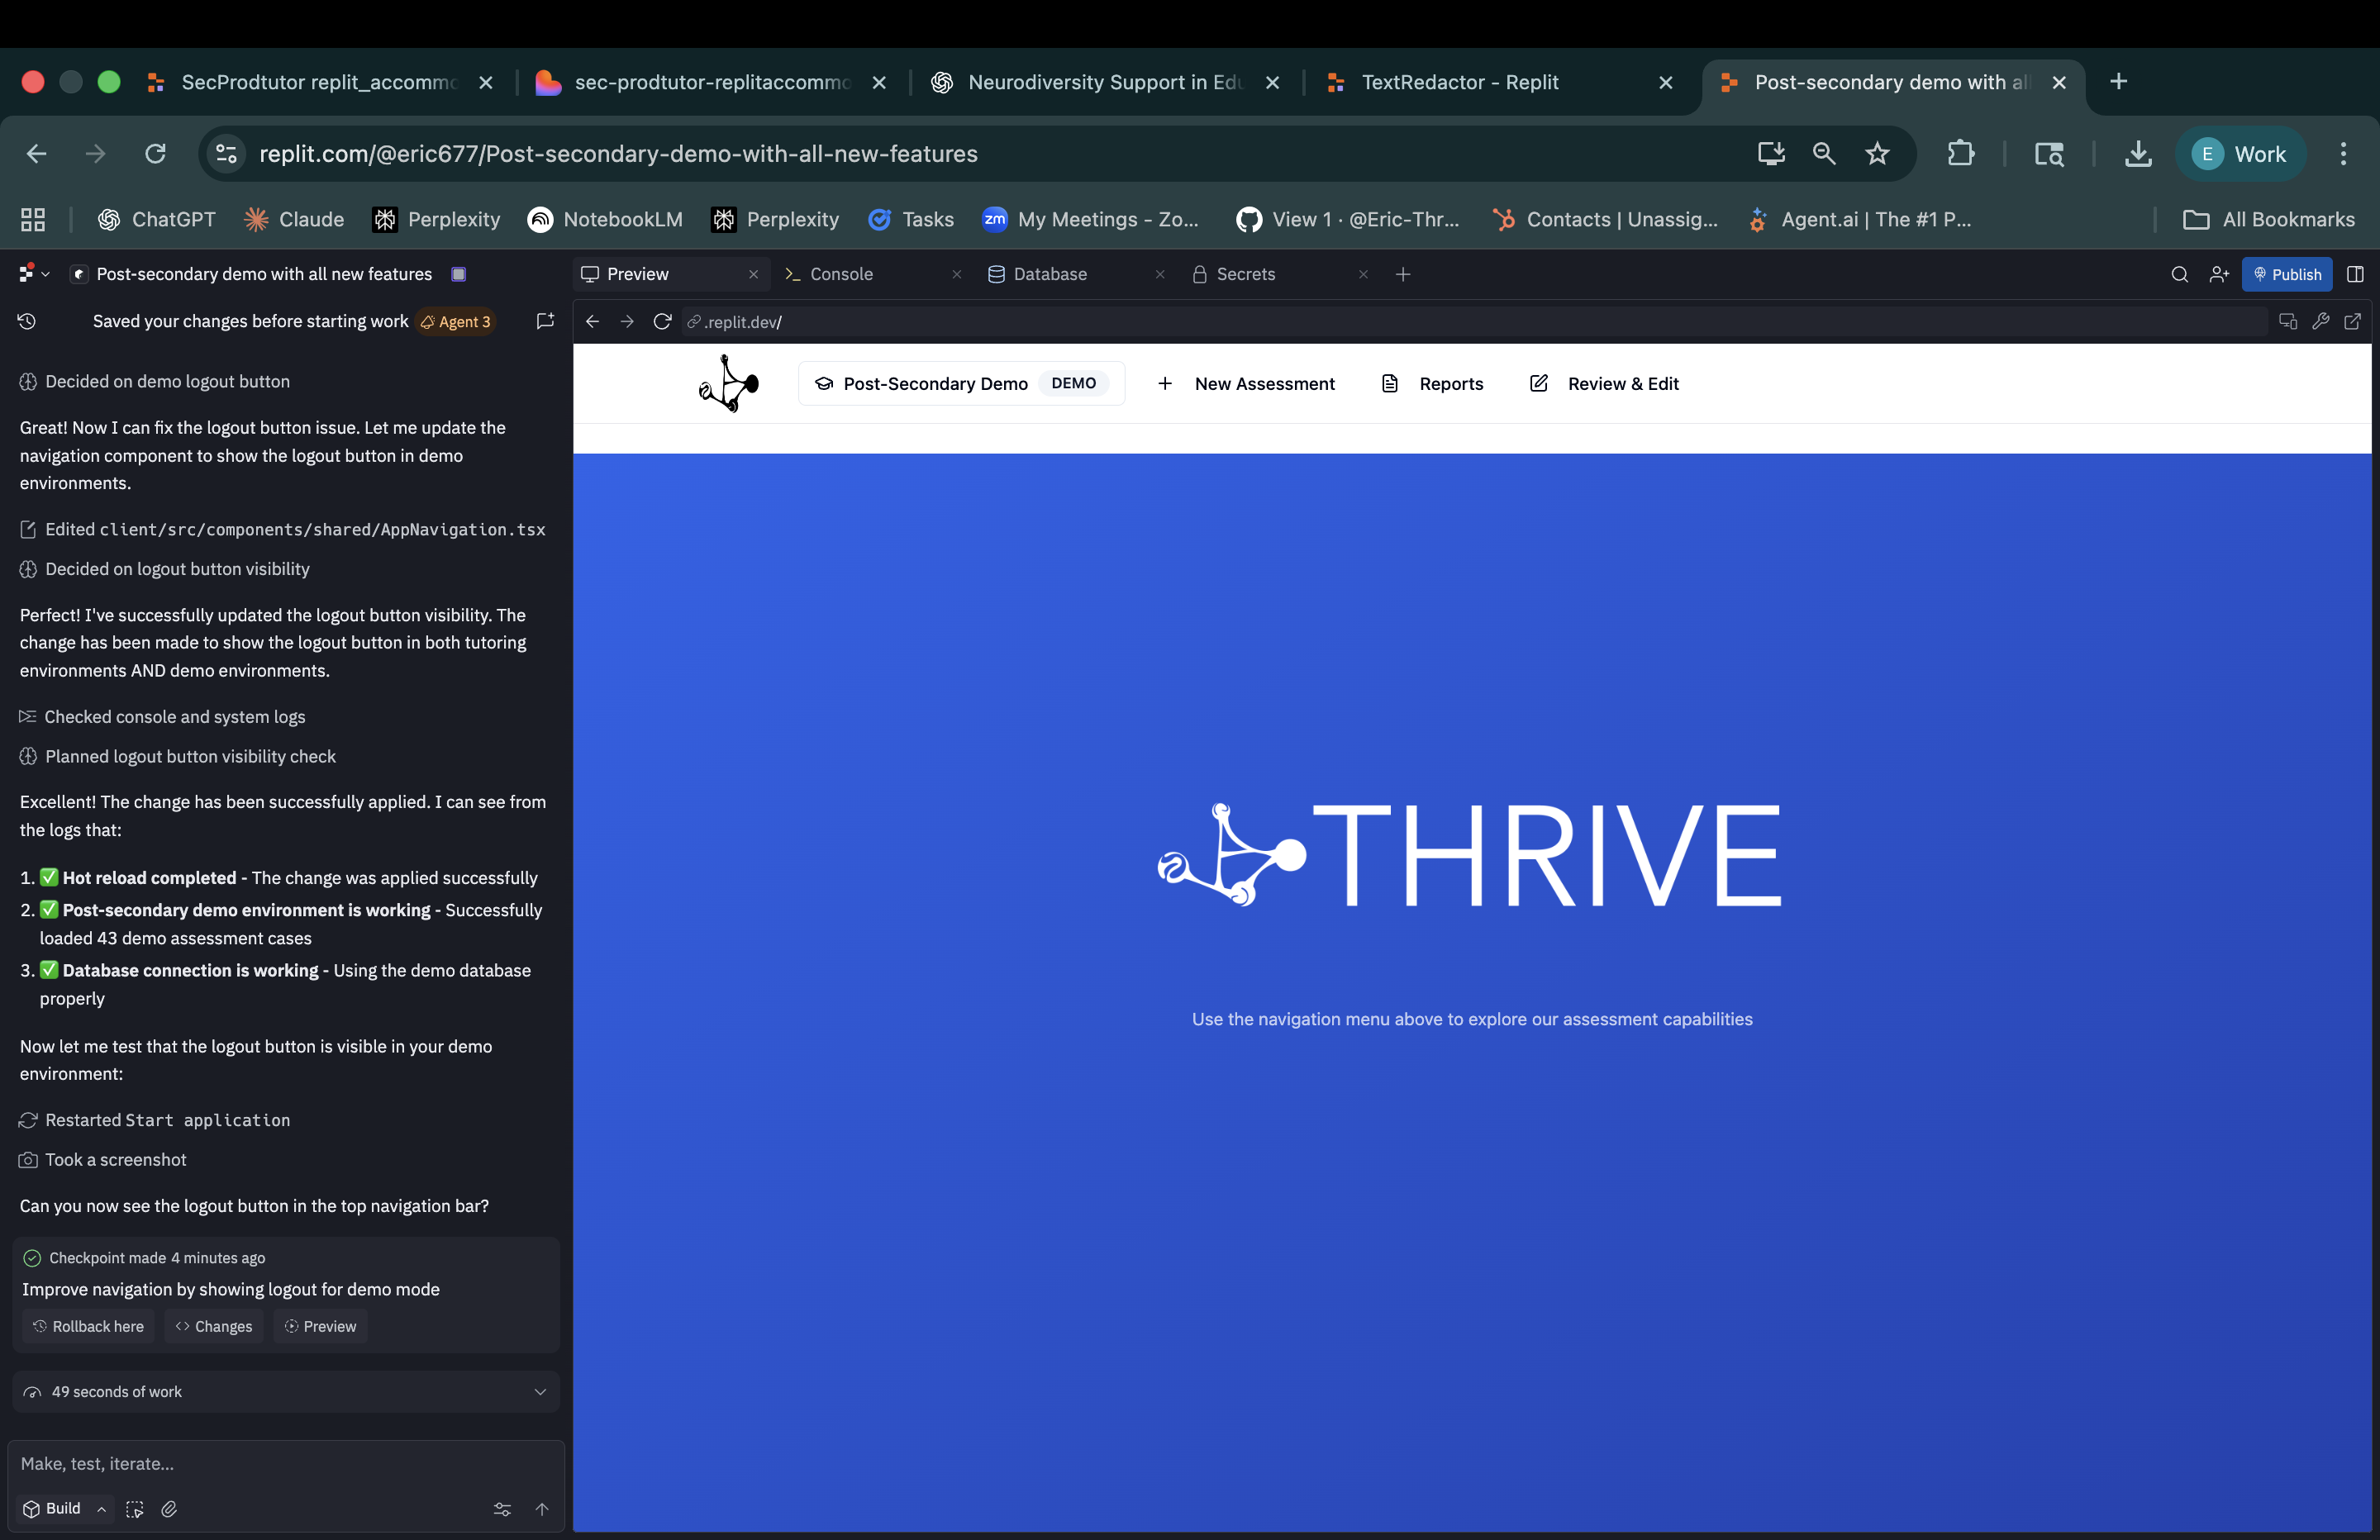 SecProdtutor replit_accommo
sec-prodtutor-replitaccommo
Neurodiversity Support in Edu
TextRedactor - Replit
Post-secondary demo with all
replit.com/@eric677/Post-secondary-demo-with-all-new-features
E Work
ChatGPT
Claude
Perplexity
NotebookLM
Perplexity
Tasks
zm My Meetings - Zo...
View 1 · @Eric-Thr...
Contacts | Unassig...
Agent.ai | The #1 P...
All Bookmarks
Post-secondary demo with all new features
Preview
Console
Database
Secrets
Publish
Saved your changes before starting work Agent 3
Decided on demo logout button
Great! Now I can fix the logout button issue. Let me update the
navigation component to show the logout button in demo
environments.
Edited client/src/components/shared/AppNavigation.tsx
Decided on logout button visibility
Perfect! I've successfully updated the logout button visibility. The
change has been made to show the logout button in both tutoring
environments AND demo environments.
Checked console and system logs
Planned logout button visibility check
Excellent! The change has been successfully applied. I can see from
the logs that:
1. ✅ Hot reload completed - The change was applied successfully
2. ✅ Post-secondary demo environment is working - Successfully
loaded 43 demo assessment cases
3. ✅ Database connection is working - Using the demo database
properly
Now let me test that the logout button is visible in your demo
environment:
Restarted Start application
Took a screenshot
Can you now see the logout button in the top navigation bar?
Checkpoint made 4 minutes ago
Improve navigation by showing logout for demo mode
Rollback here
Changes
Preview
49 seconds of work
Make, test, iterate...
Build
.replit.dev/
Post-Secondary Demo DEMO
New Assessment
Reports
Review & Edit
THRIVE
Use the navigation menu above to explore our assessment capabilities